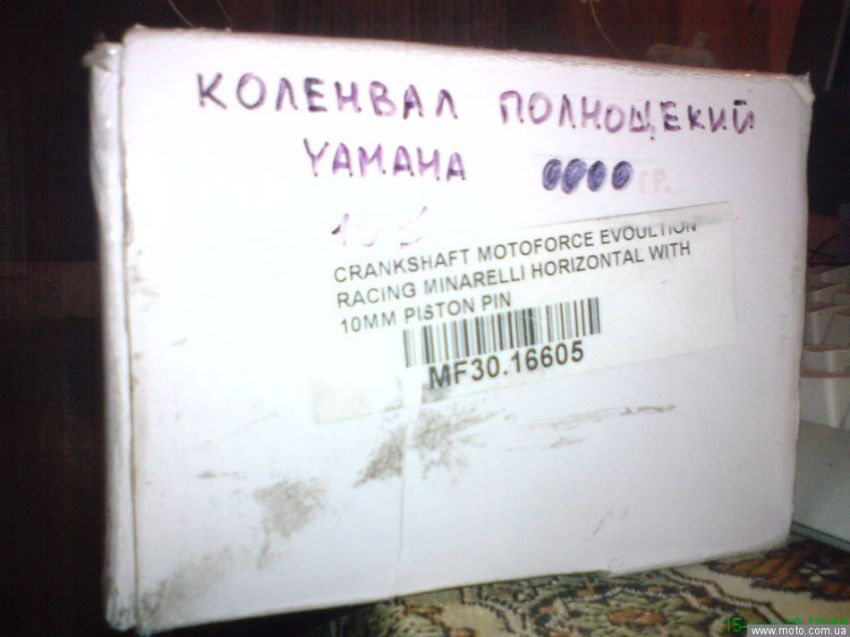 КОЛЕНВАЛ ПОЛНОЩЕКИЙ
YAMAHA ГР.
CRANKSHAFT MOTOFORCE EVOULTION
RACING MINARELLI HORIZONTAL WITH
10MM PISTON PIN
MF30.16605
www.moto.com.ua